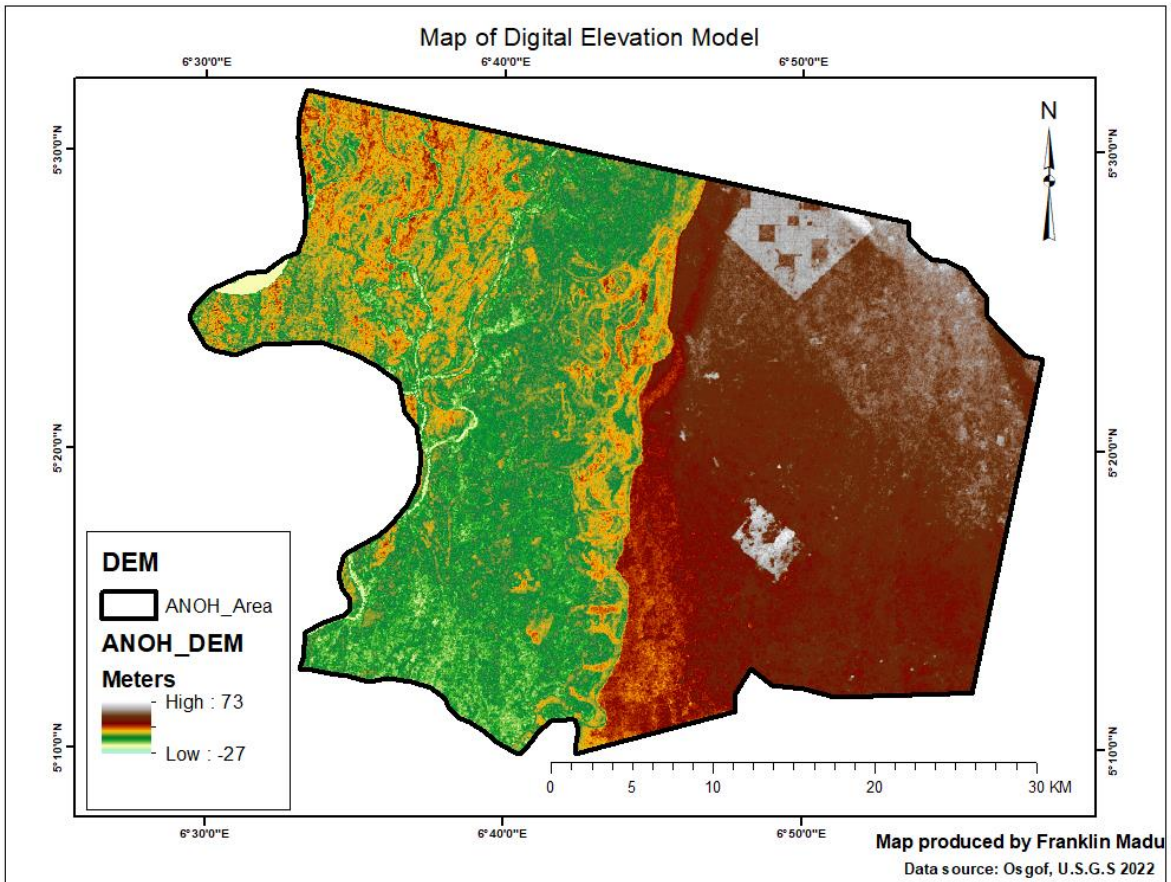 Map of Digital Elevation Model
6°30'0"E 6°40'0"E 6°50'0"E
N
5°30'0"N 5°30'0"N
5°20'0"N 5°20'0"N
DEM
ANOH_Area
ANOH_DEM
Meters
High : 73
Low : -27
5°10'0"N 5°10'0"N
0 5 10 20 30 KM
6°30'0"E 6°40'0"E 6°50'0"E
Map produced by Franklin Madu
Data source: Osgof, U.S.G.S 2022